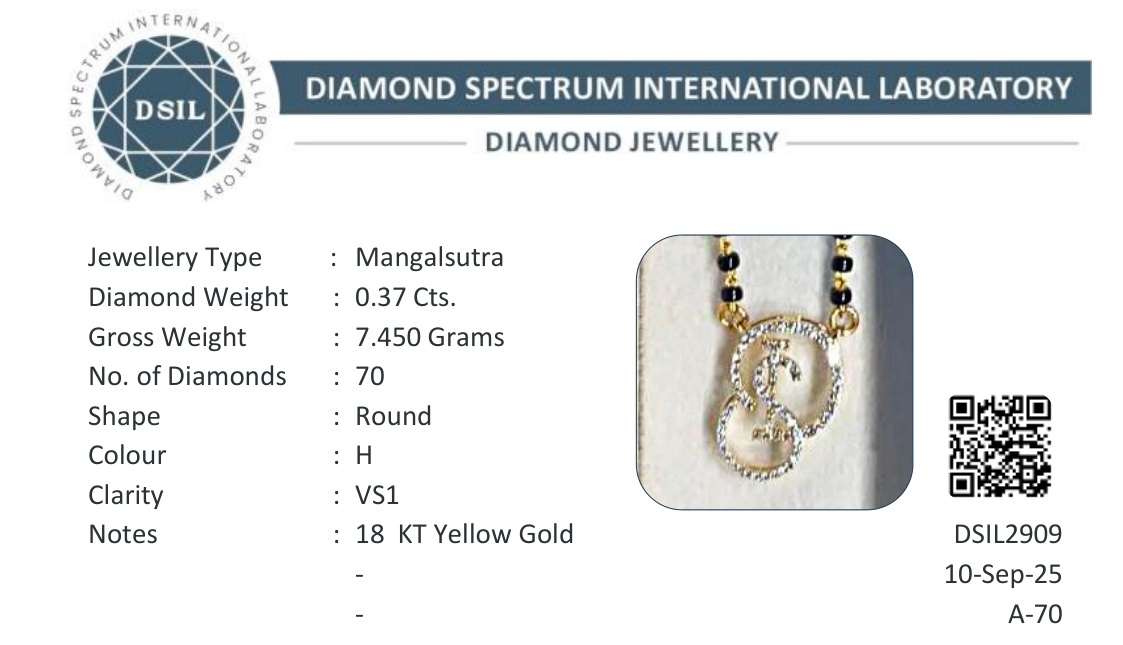 DIAMOND SPECTRUM INTERNATIONAL LABORATORY
DSIL
DIAMOND SPECTRUM INTERNATIONAL LABORATORY
DIAMOND JEWELLERY
Jewellery Type : Mangalsutra
Diamond Weight : 0.37 Cts.
Gross Weight : 7.450 Grams
No. of Diamonds : 70
Shape : Round
Colour : H
Clarity : VS1
Notes : 18 KT Yellow Gold
-
-
DSIL2909
10-Sep-25
A-70